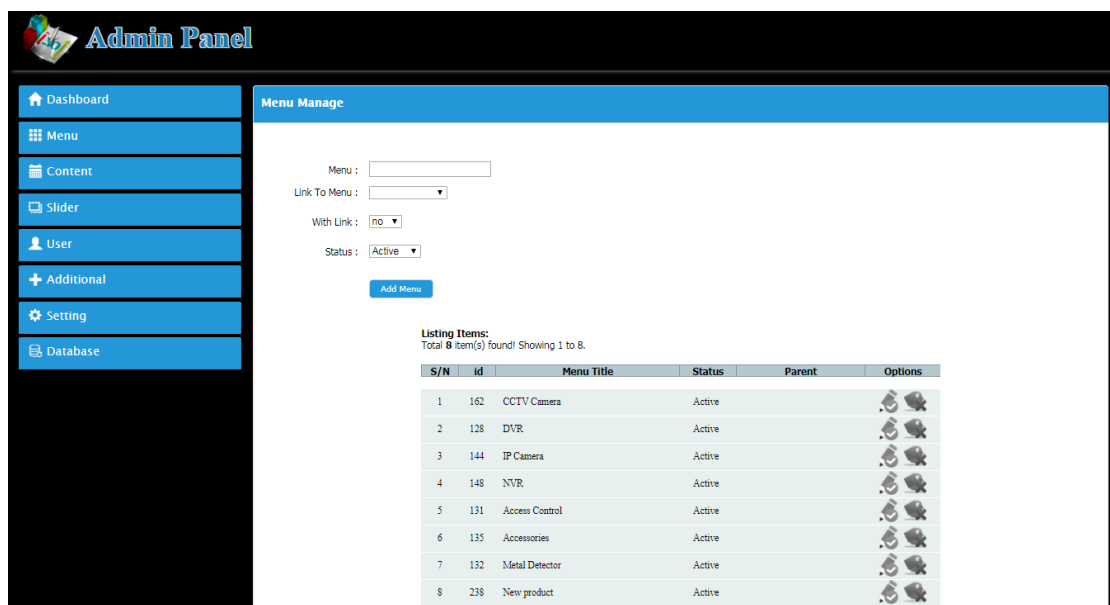 Admin Panel
Dashboard
Menu
Content
Slider
User
Additional
Setting
Database
Menu Manage
Menu :
Link To Menu :
With Link : no
Status : Active
Add Menu
Listing Items:
Total 8 item(s) found! Showing 1 to 8.
S/N id Menu Title Status Parent Options
1 162 CCTV Camera Active
2 128 DVR Active
3 144 IP Camera Active
4 148 NVR Active
5 131 Access Control Active
6 135 Accessories Active
7 132 Metal Detector Active
8 238 New product Active